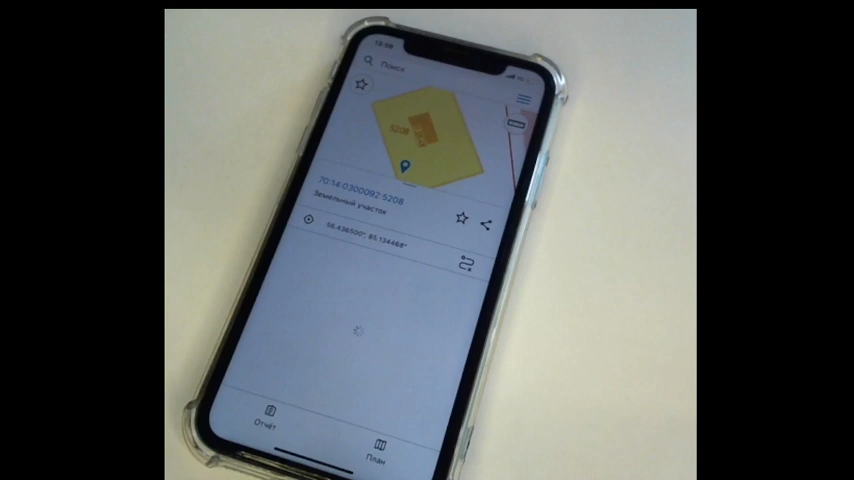 Поиск
5208
70:14:0300092:5208
Земельный участок
56.436500°, 85.134468°
Отчёт
План